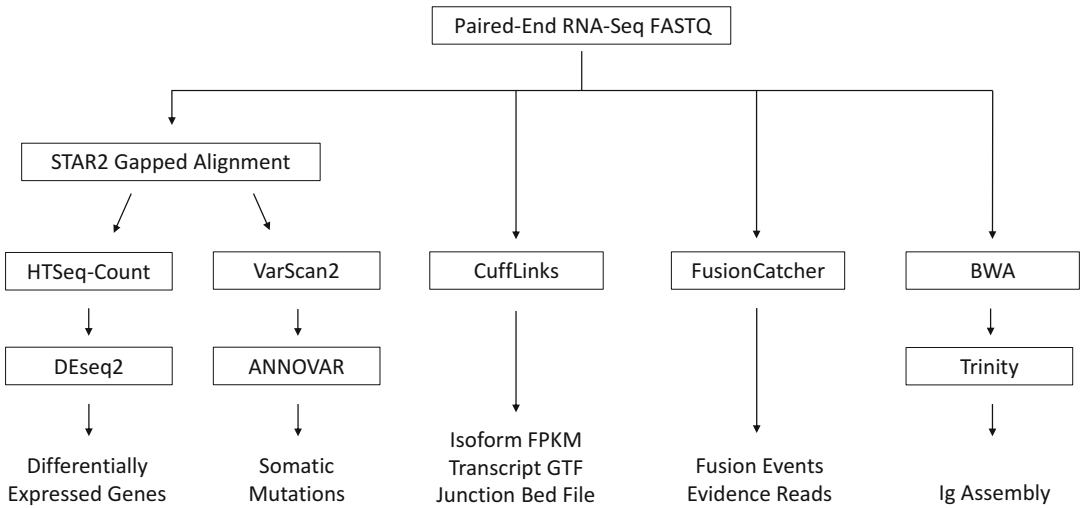 Paired-End RNA-Seq FASTQ
STAR2 Gapped Alignment
HTSeq-Count
VarScan2
CuffLinks
FusionCatcher
BWA
DEseq2
ANNOVAR
Trinity
Differentially
Expressed Genes
Somatic
Mutations
Isoform FPKM
Transcript GTF
Junction Bed File
Fusion Events
Evidence Reads
Ig Assembly